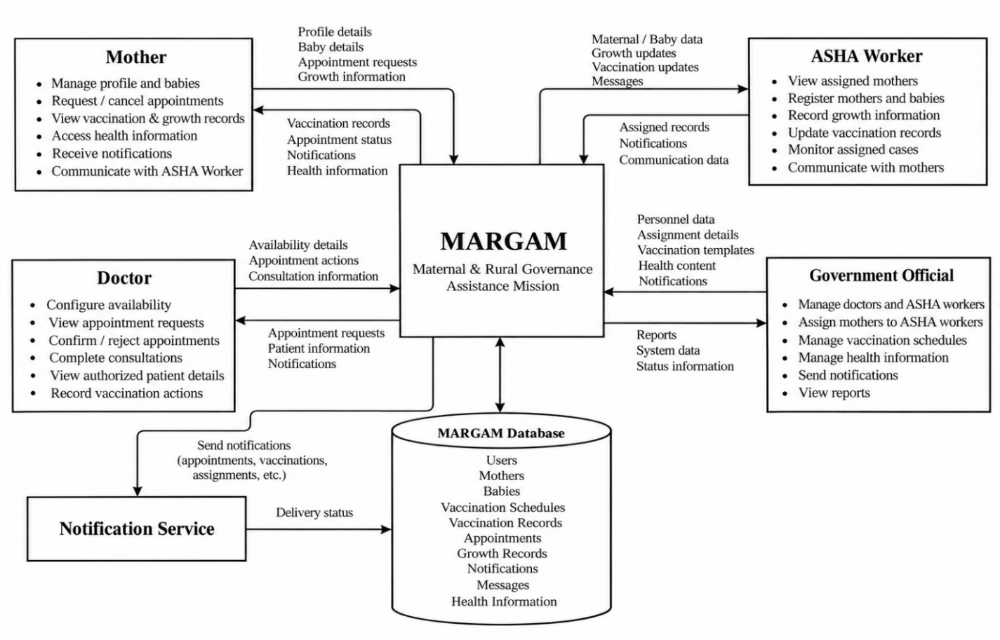 Mother
• Manage profile and babies
• Request / cancel appointments
• View vaccination & growth records
• Access health information
• Receive notifications
• Communicate with ASHA Worker
Profile details
Baby details
Appointment requests
Growth information
Vaccination records
Appointment status
Notifications
Health information
Maternal / Baby data
Growth updates
Vaccination updates
Messages
Assigned records
Notifications
Communication data
ASHA Worker
• View assigned mothers
• Register mothers and babies
• Record growth information
• Update vaccination records
• Monitor assigned cases
• Communicate with mothers
MARGAM
Maternal & Rural Governance
Assistance Mission
Doctor
• Configure availability
• View appointment requests
• Confirm / reject appointments
• Complete consultations
• View authorized patient details
• Record vaccination actions
Availability details
Appointment actions
Consultation information
Appointment requests
Patient information
Notifications
Personnel data
Assignment details
Vaccination templates
Health content
Notifications
Reports
System data
Status information
Government Official
• Manage doctors and ASHA workers
• Assign mothers to ASHA workers
• Manage vaccination schedules
• Manage health information
• Send notifications
• View reports
Send notifications
(appointments, vaccinations,
assignments, etc.)
Notification Service
Delivery status
MARGAM Database
Users
Mothers
Babies
Vaccination Schedules
Vaccination Records
Appointments
Growth Records
Notifications
Messages
Health Information